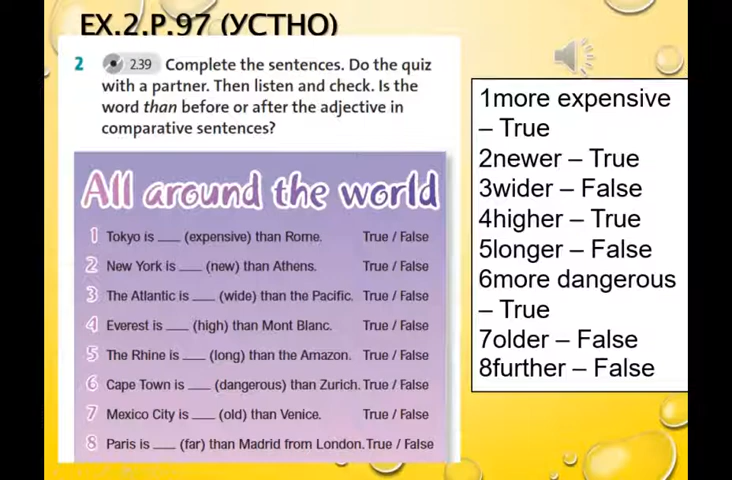 EX.2.P.97 (УСТНО)
2 2.39 Complete the sentences. Do the quiz
with a partner. Then listen and check. Is the
word than before or after the adjective in
comparative sentences?
All around the world
1 Tokyo is ___ (expensive) than Rome. True / False
2 New York is ___ (new) than Athens. True / False
3 The Atlantic is ___ (wide) than the Pacific. True / False
4 Everest is ___ (high) than Mont Blanc. True / False
5 The Rhine is ___ (long) than the Amazon. True / False
6 Cape Town is ___ (dangerous) than Zurich. True / False
7 Mexico City is ___ (old) than Venice. True / False
8 Paris is ___ (far) than Madrid from London. True / False
1more expensive
– True
2newer – True
3wider – False
4higher – True
5longer – False
6more dangerous
– True
7older – False
8further – False